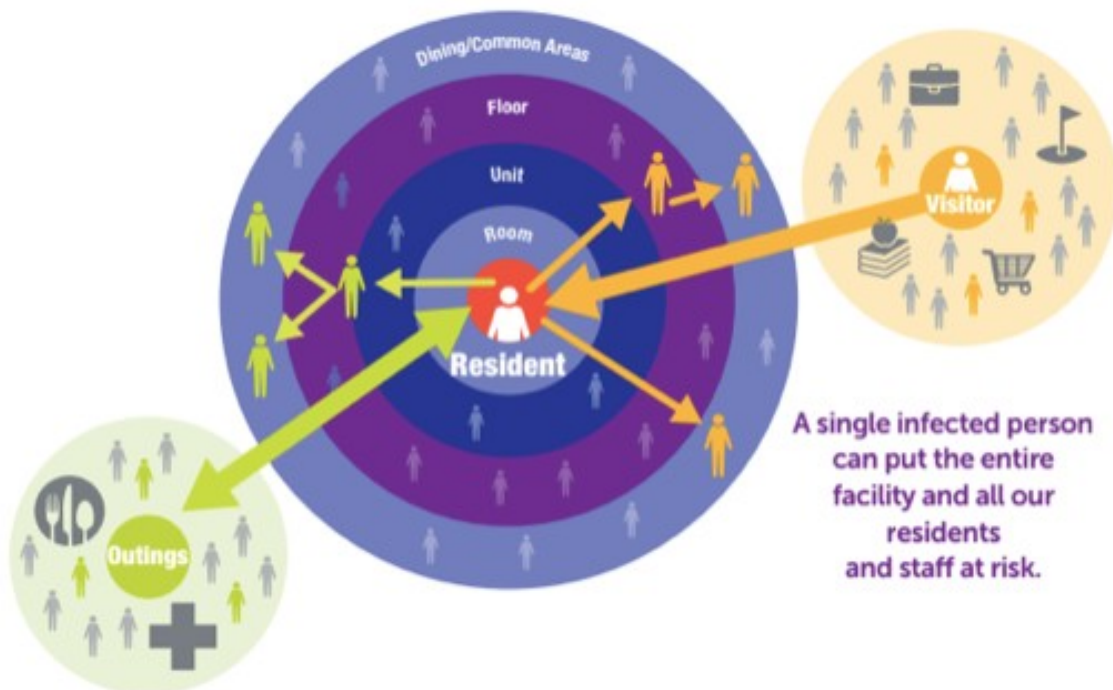 Dining/Common Areas
Floor
Unit
Room
Resident
Visitor
Outings
A single infected person
can put the entire
facility and all our
residents
and staff at risk.